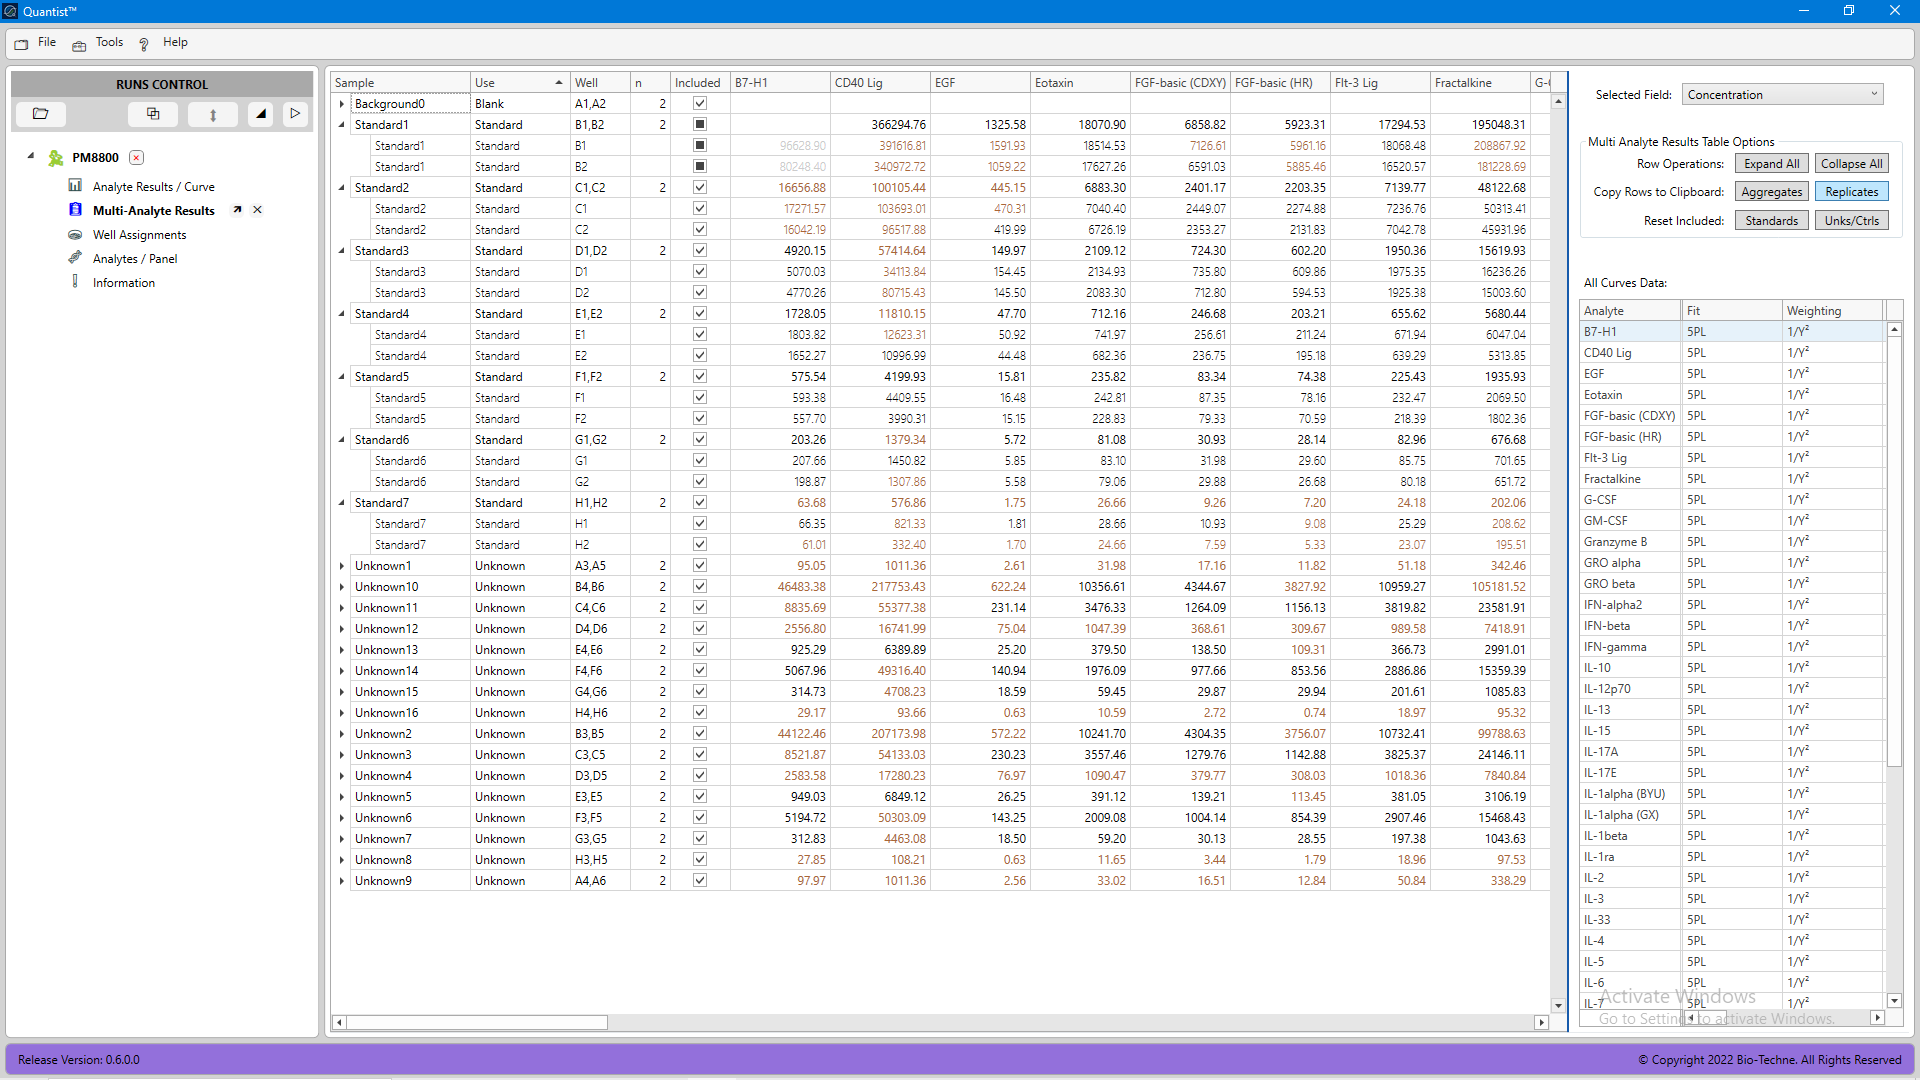 Quantist™
File Tools Help
RUNS CONTROL
PM8800
Analyte Results / Curve
Multi-Analyte Results
Well Assignments
Analytes / Panel
Information
Sample Use Well n Included B7-H1 CD40 Lig EGF Eotaxin FGF-basic (CDXY) FGF-basic (HR) Flt-3 Lig Fractalkine
Background0 Blank A1,A2 2
Standard1 Standard B1,B2 2 366294.76 1325.58 18070.90 6858.82 5923.31 17294.53 195048.31
Standard1 Standard B1 96628.90 391616.81 1591.93 18514.53 7126.61 5961.16 18068.48 208867.92
Standard1 Standard B2 80248.40 340972.72 1059.22 17627.26 6591.03 5885.46 16520.57 181228.69
Standard2 Standard C1,C2 2 16656.88 100105.44 445.15 6883.30 2401.17 2203.35 7139.77 48122.68
Standard2 Standard C1 17271.57 103693.01 470.31 7040.40 2449.07 2274.88 7236.76 50313.41
Standard2 Standard C2 16042.19 96517.88 419.99 6726.19 2353.27 2131.83 7042.78 45931.96
Standard3 Standard D1,D2 2 4920.15 57414.64 149.97 2109.12 724.30 602.20 1950.36 15619.93
Standard3 Standard D1 5070.03 34113.84 154.45 2134.93 735.80 609.86 1975.35 16236.26
Standard3 Standard D2 4770.26 80715.43 145.50 2083.30 712.80 594.53 1925.38 15003.60
Standard4 Standard E1,E2 2 1728.05 11810.15 47.70 712.16 246.68 203.21 655.62 5680.44
Standard4 Standard E1 1803.82 12623.31 50.92 741.97 256.61 211.24 671.94 6047.04
Standard4 Standard E2 1652.27 10996.99 44.48 682.36 236.75 195.18 639.29 5313.85
Standard5 Standard F1,F2 2 575.54 4199.93 15.81 235.82 83.34 74.38 225.43 1935.93
Standard5 Standard F1 593.38 4409.55 16.48 242.81 87.35 78.16 232.47 2069.50
Standard5 Standard F2 557.70 3990.31 15.15 228.83 79.33 70.59 218.39 1802.36
Standard6 Standard G1,G2 2 203.26 1379.34 5.72 81.08 30.93 28.14 82.96 676.68
Standard6 Standard G1 207.66 1450.82 5.85 83.10 31.98 29.60 85.75 701.65
Standard6 Standard G2 198.87 1307.86 5.58 79.06 29.88 26.68 80.18 651.72
Standard7 Standard H1,H2 2 63.68 576.86 1.75 26.66 9.26 7.20 24.18 202.06
Standard7 Standard H1 66.35 821.33 1.81 28.66 10.93 9.08 25.29 208.62
Standard7 Standard H2 61.01 332.40 1.70 24.66 7.59 5.33 23.07 195.51
Unknown1 Unknown A3,A5 2 95.05 1011.36 2.61 31.98 17.16 11.82 51.18 342.46
Unknown10 Unknown B4,B6 2 46483.38 217753.43 622.24 10356.61 4344.67 3827.92 10959.27 105181.52
Unknown11 Unknown C4,C6 2 8835.69 55377.38 231.14 3476.33 1264.09 1156.13 3819.82 23581.91
Unknown12 Unknown D4,D6 2 2556.80 16741.99 75.04 1047.39 368.61 309.67 989.58 7418.91
Unknown13 Unknown E4,E6 2 925.29 6389.89 25.20 379.50 138.50 109.31 366.73 2991.01
Unknown14 Unknown F4,F6 2 5067.96 49316.40 140.94 1976.09 977.66 853.56 2886.86 15359.39
Unknown15 Unknown G4,G6 2 314.73 4708.23 18.59 59.45 29.87 29.94 201.61 1085.83
Unknown16 Unknown H4,H6 2 29.17 93.66 0.63 10.59 2.72 0.74 18.97 95.32
Unknown2 Unknown B3,B5 2 44122.46 207173.98 572.22 10241.70 4304.35 3756.07 10732.41 99788.63
Unknown3 Unknown C3,C5 2 8521.87 54133.03 230.23 3557.46 1279.76 1142.88 3825.37 24146.11
Unknown4 Unknown D3,D5 2 2583.58 17280.23 76.97 1090.47 379.77 308.03 1018.36 7840.84
Unknown5 Unknown E3,E5 2 949.03 6849.12 26.25 391.12 139.21 113.45 381.05 3106.19
Unknown6 Unknown F3,F5 2 5194.72 50303.09 143.25 2009.08 1004.14 854.39 2907.46 15468.43
Unknown7 Unknown G3,G5 2 312.83 4463.08 18.50 59.20 30.13 28.55 197.38 1043.63
Unknown8 Unknown H3,H5 2 27.85 108.21 0.63 11.65 3.44 1.79 18.96 97.53
Unknown9 Unknown A4,A6 2 97.97 1011.36 2.56 33.02 16.51 12.84 50.84 338.29
Selected Field: Concentration
Multi Analyte Results Table Options
Row Operations: Expand All Collapse All
Copy Rows to Clipboard: Aggregates Replicates
Reset Included: Standards Unks/Ctrls
All Curves Data:
Analyte Fit Weighting
B7-H1 5PL 1/Y²
CD40 Lig 5PL 1/Y²
EGF 5PL 1/Y²
Eotaxin 5PL 1/Y²
FGF-basic (CDXY) 5PL 1/Y²
FGF-basic (HR) 5PL 1/Y²
Flt-3 Lig 5PL 1/Y²
Fractalkine 5PL 1/Y²
G-CSF 5PL 1/Y²
GM-CSF 5PL 1/Y²
Granzyme B 5PL 1/Y²
GRO alpha 5PL 1/Y²
GRO beta 5PL 1/Y²
IFN-alpha2 5PL 1/Y²
IFN-beta 5PL 1/Y²
IFN-gamma 5PL 1/Y²
IL-10 5PL 1/Y²
IL-12p70 5PL 1/Y²
IL-13 5PL 1/Y²
IL-15 5PL 1/Y²
IL-17A 5PL 1/Y²
IL-17E 5PL 1/Y²
IL-1alpha (BYU) 5PL 1/Y²
IL-1alpha (GX) 5PL 1/Y²
IL-1beta 5PL 1/Y²
IL-1ra 5PL 1/Y²
IL-2 5PL 1/Y²
IL-3 5PL 1/Y²
IL-33 5PL 1/Y²
IL-4 5PL 1/Y²
IL-5 5PL 1/Y²
IL-6 5PL 1/Y²
IL-7 5PL 1/Y²
Activate Windows
Go to Settings to activate Windows.
Release Version: 0.6.0.0
© Copyright 2022 Bio-Techne. All Rights Reserved